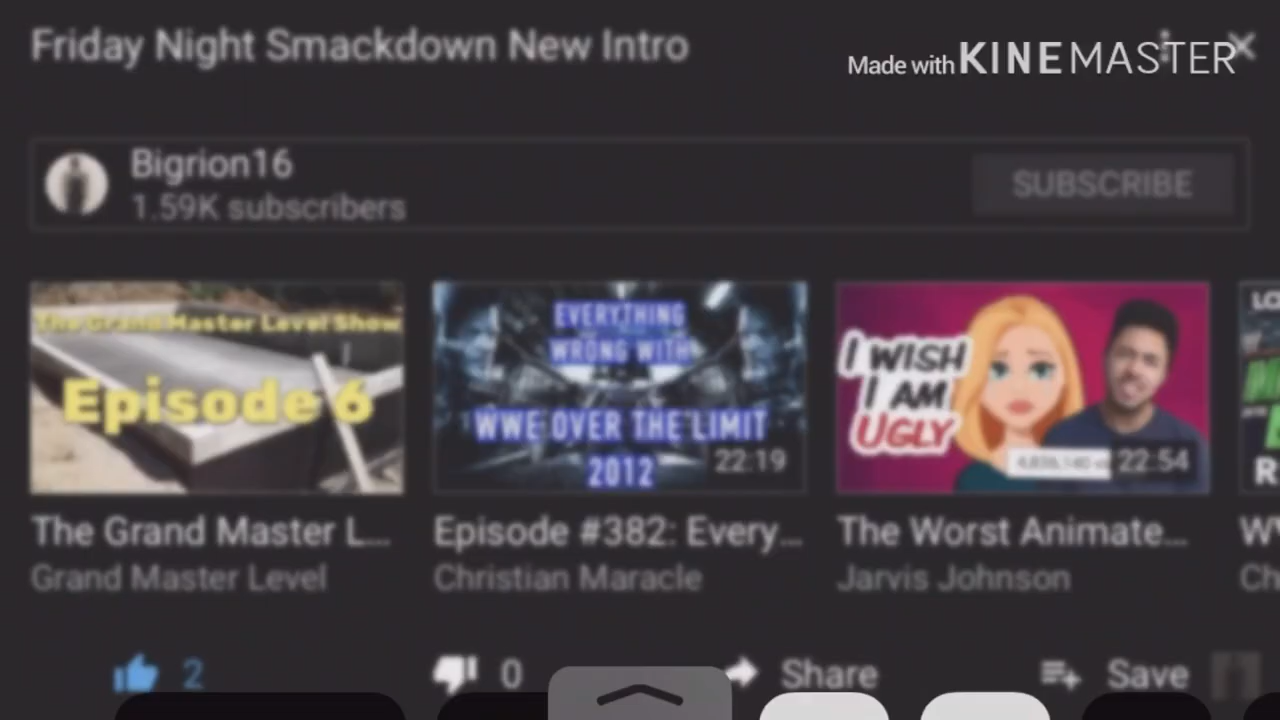 Friday Night Smackdown New Intro
Made with KINEMASTER
Bigrion16
1.59K subscribers
SUBSCRIBE
The Grand Master Level Show
Episode 6
EVERYTHING
WRONG WITH
WWE OVER THE LIMIT
2012
22:19
I WISH
I AM
UGLY
22:54
LO
R
The Grand Master L...
Episode #382: Every...
The Worst Animate...
W
Grand Master Level
Christian Maracle
Jarvis Johnson
Ch
2
0
Share
Save